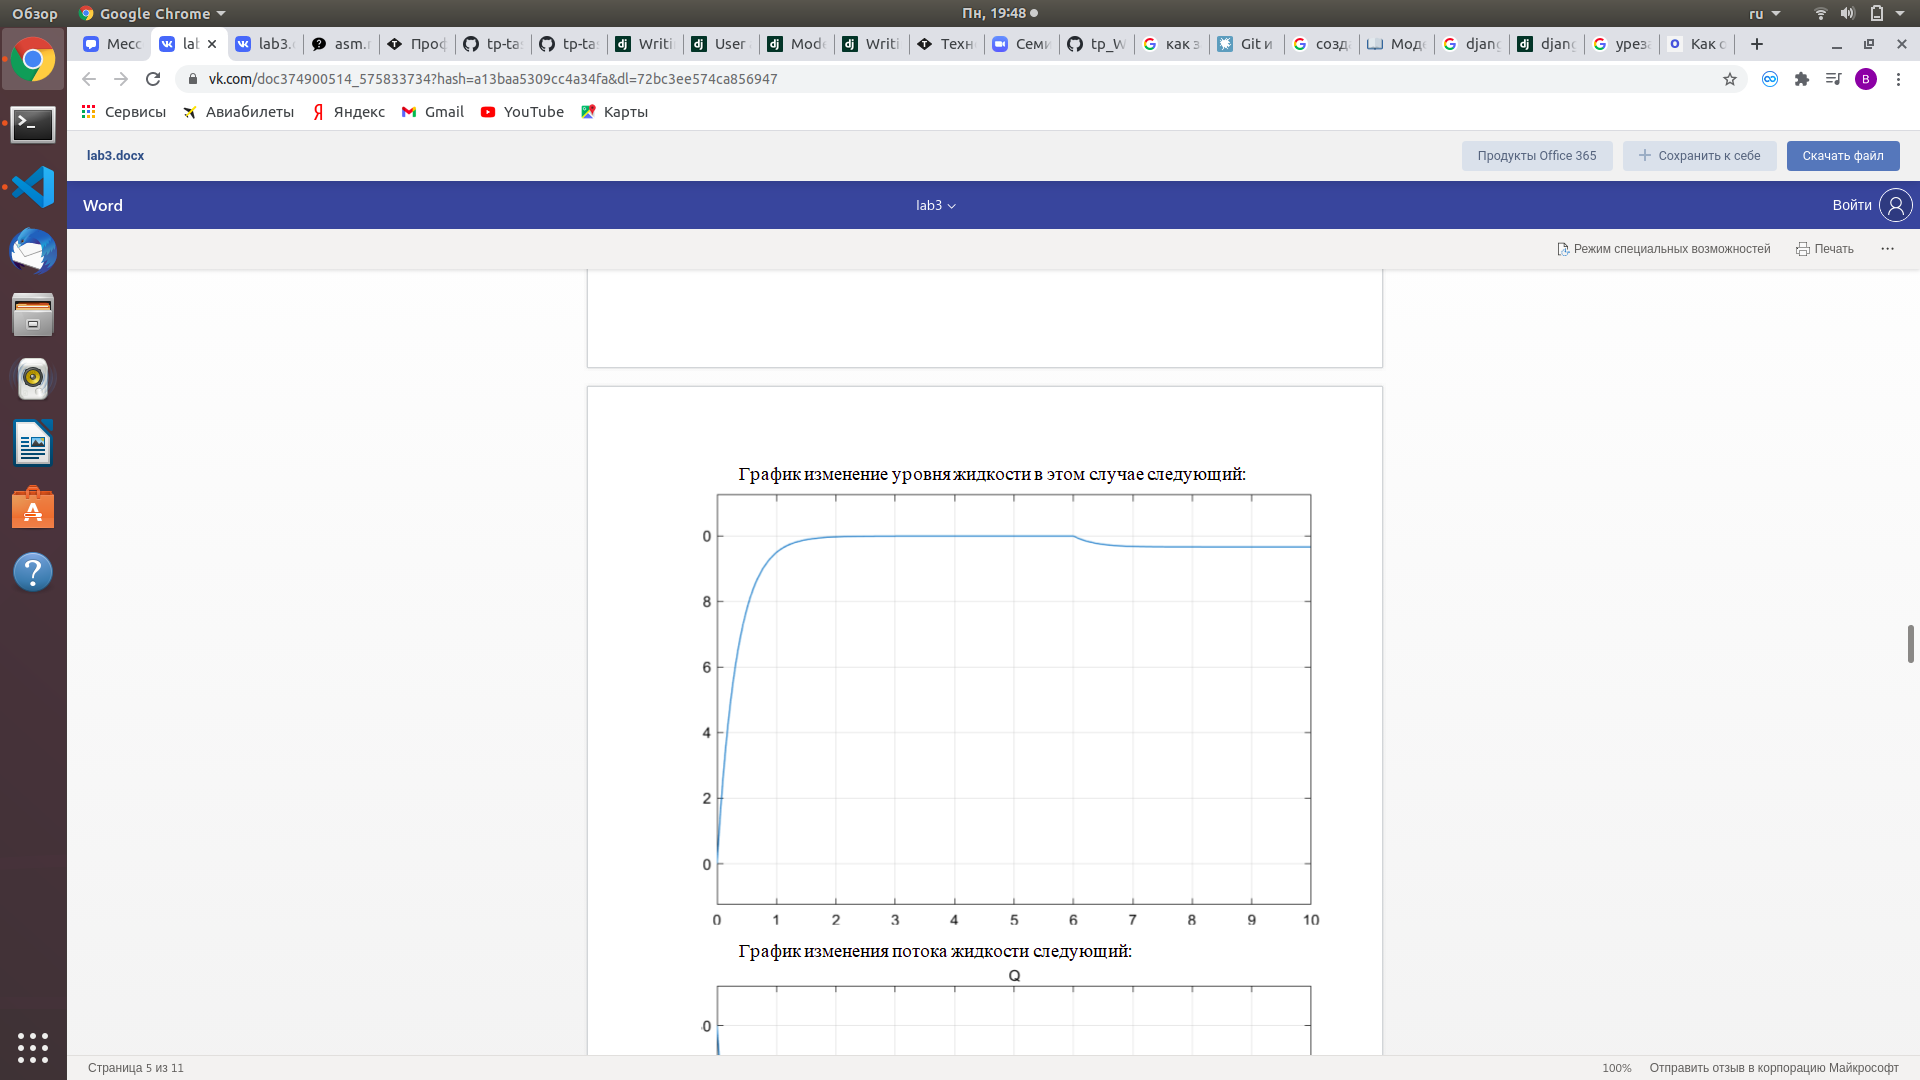 Обзор
Google Chrome
Пн, 19:48
ru
Месс
lab
lab3.
asm.r
Проф
tp-ta
tp-ta
Writi
User
Mode
Writi
Техн
Семи
tp_W
как з
Git и
созд
Моде
djang
djang
уреза
Как о
vk.com/doc374900514_575833734?hash=a13baa5309cc4a34fa&dl=72bc3ee574ca856947
B
Сервисы
Авиабилеты
Яндекс
Gmail
YouTube
Карты
lab3.docx
Продукты Office 365
Сохранить к себе
Скачать файл
Word
lab3
Войти
Режим специальных возможностей
Печать
График изменение уровня жидкости в этом случае следующий:
0
8
6
4
2
0
0 1 2 3 4 5 6 7 8 9 10
График изменения потока жидкости следующий:
Q
0
Страница 5 из 11
100%
Отправить отзыв в корпорацию Майкрософт